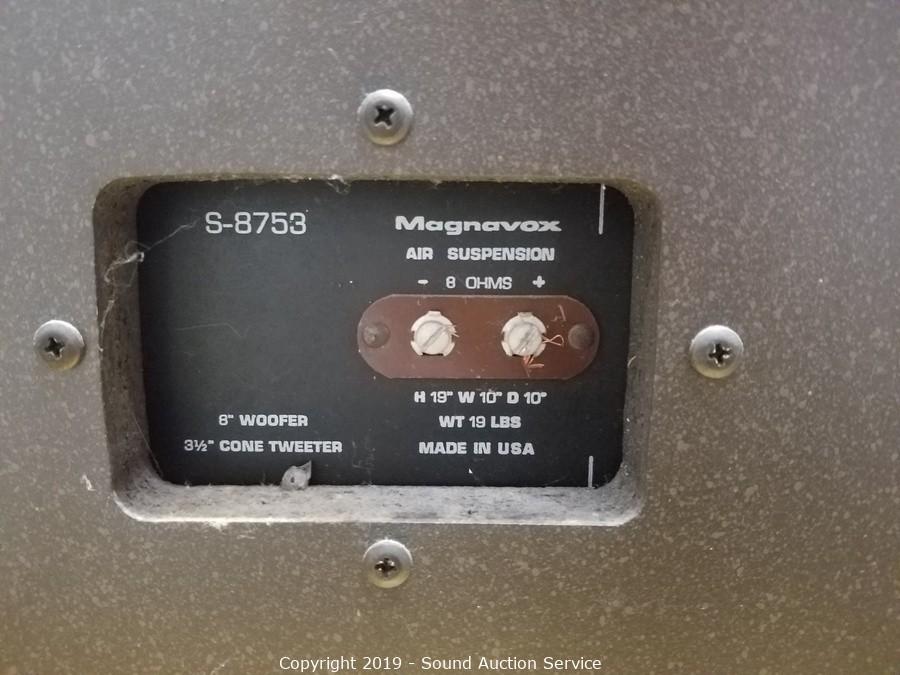 S-8753
Magnavox
AIR SUSPENSION
- 8 OHMS +
H 19" W 10" D 10"
WT 19 LBS
MADE IN USA
8" WOOFER
3½" CONE TWEETER
Copyright 2019 - Sound Auction Service